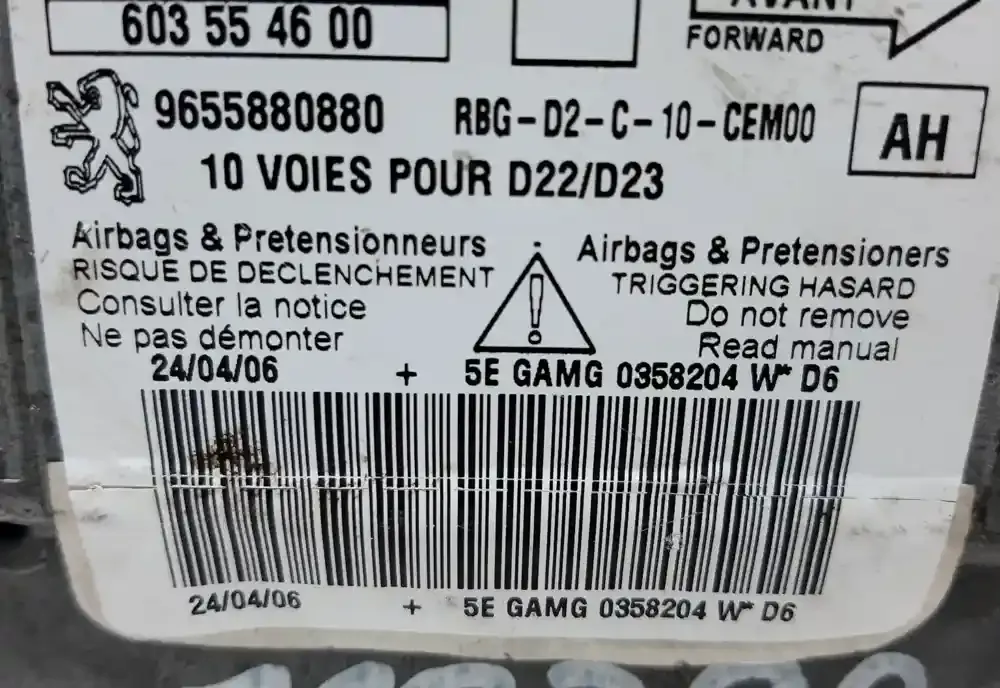 603 55 46 00
AVANT
FORWARD
9655880880 RBG-D2-C-10-CEM00
AH
10 VOIES POUR D22/D23
Airbags & Pretensionneurs
RISQUE DE DECLENCHEMENT
Consulter la notice
Ne pas démonter
Airbags & Pretensioners
TRIGGERING HASARD
Do not remove
Read manual
24/04/06 + 5E GAMG 0358204 W* D6
24/04/06 + 5E GAMG 0358204 W* D6